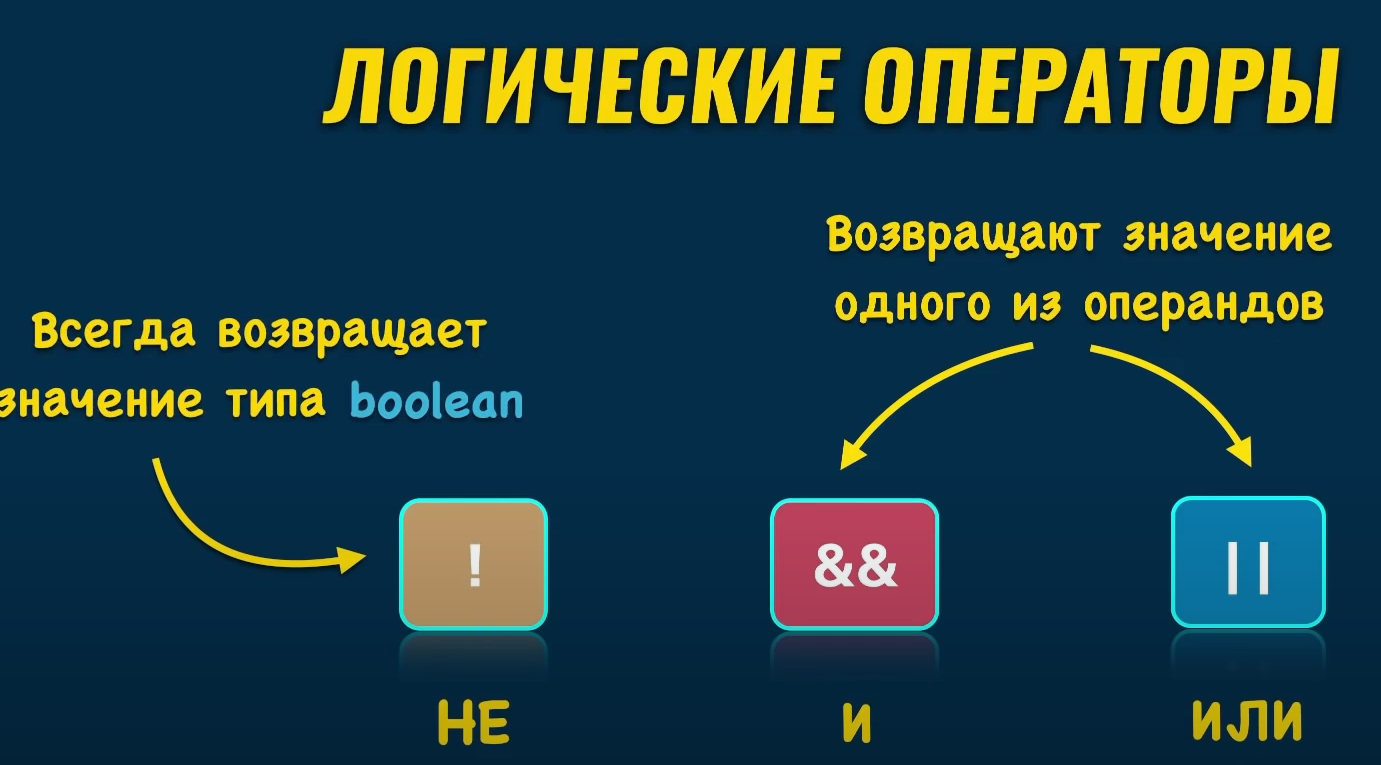 ЛОГИЧЕСКИЕ ОПЕРАТОРЫ
Возвращают значение
одного из операндов
Всегда возвращает
значение типа boolean
!
&&
||
НЕ
И
ИЛИ